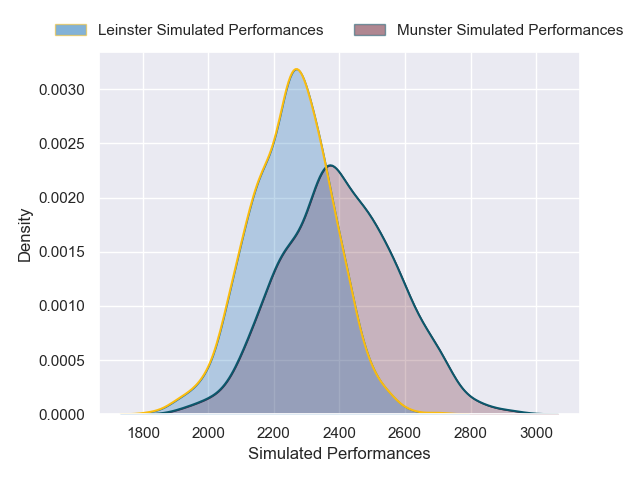 Leinster Simulated Performances Munster Simulated Performances
0.0030
0.0025
0.0020
0.0015
0.0010
0.0005
0.0000
Density
1800 2000 2200 2400 2600 2800 3000
Simulated Performances